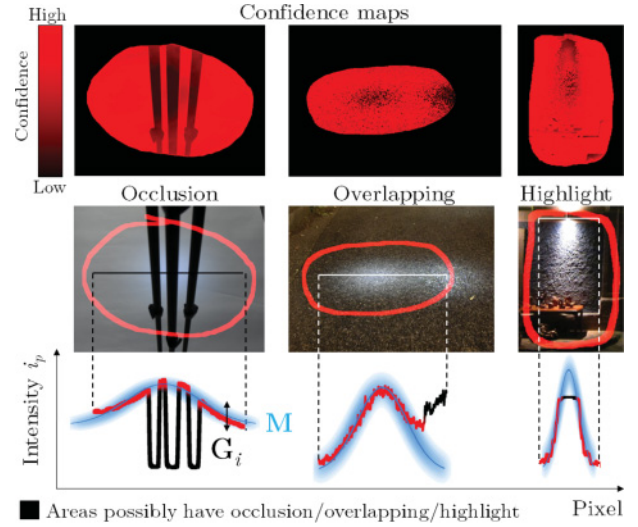 High
Confidence maps
Confidence
Low
Occlusion
Overlapping
Highlight
Intensity i_p
M
G_i
Pixel
Areas possibly have occlusion/overlapping/highlight